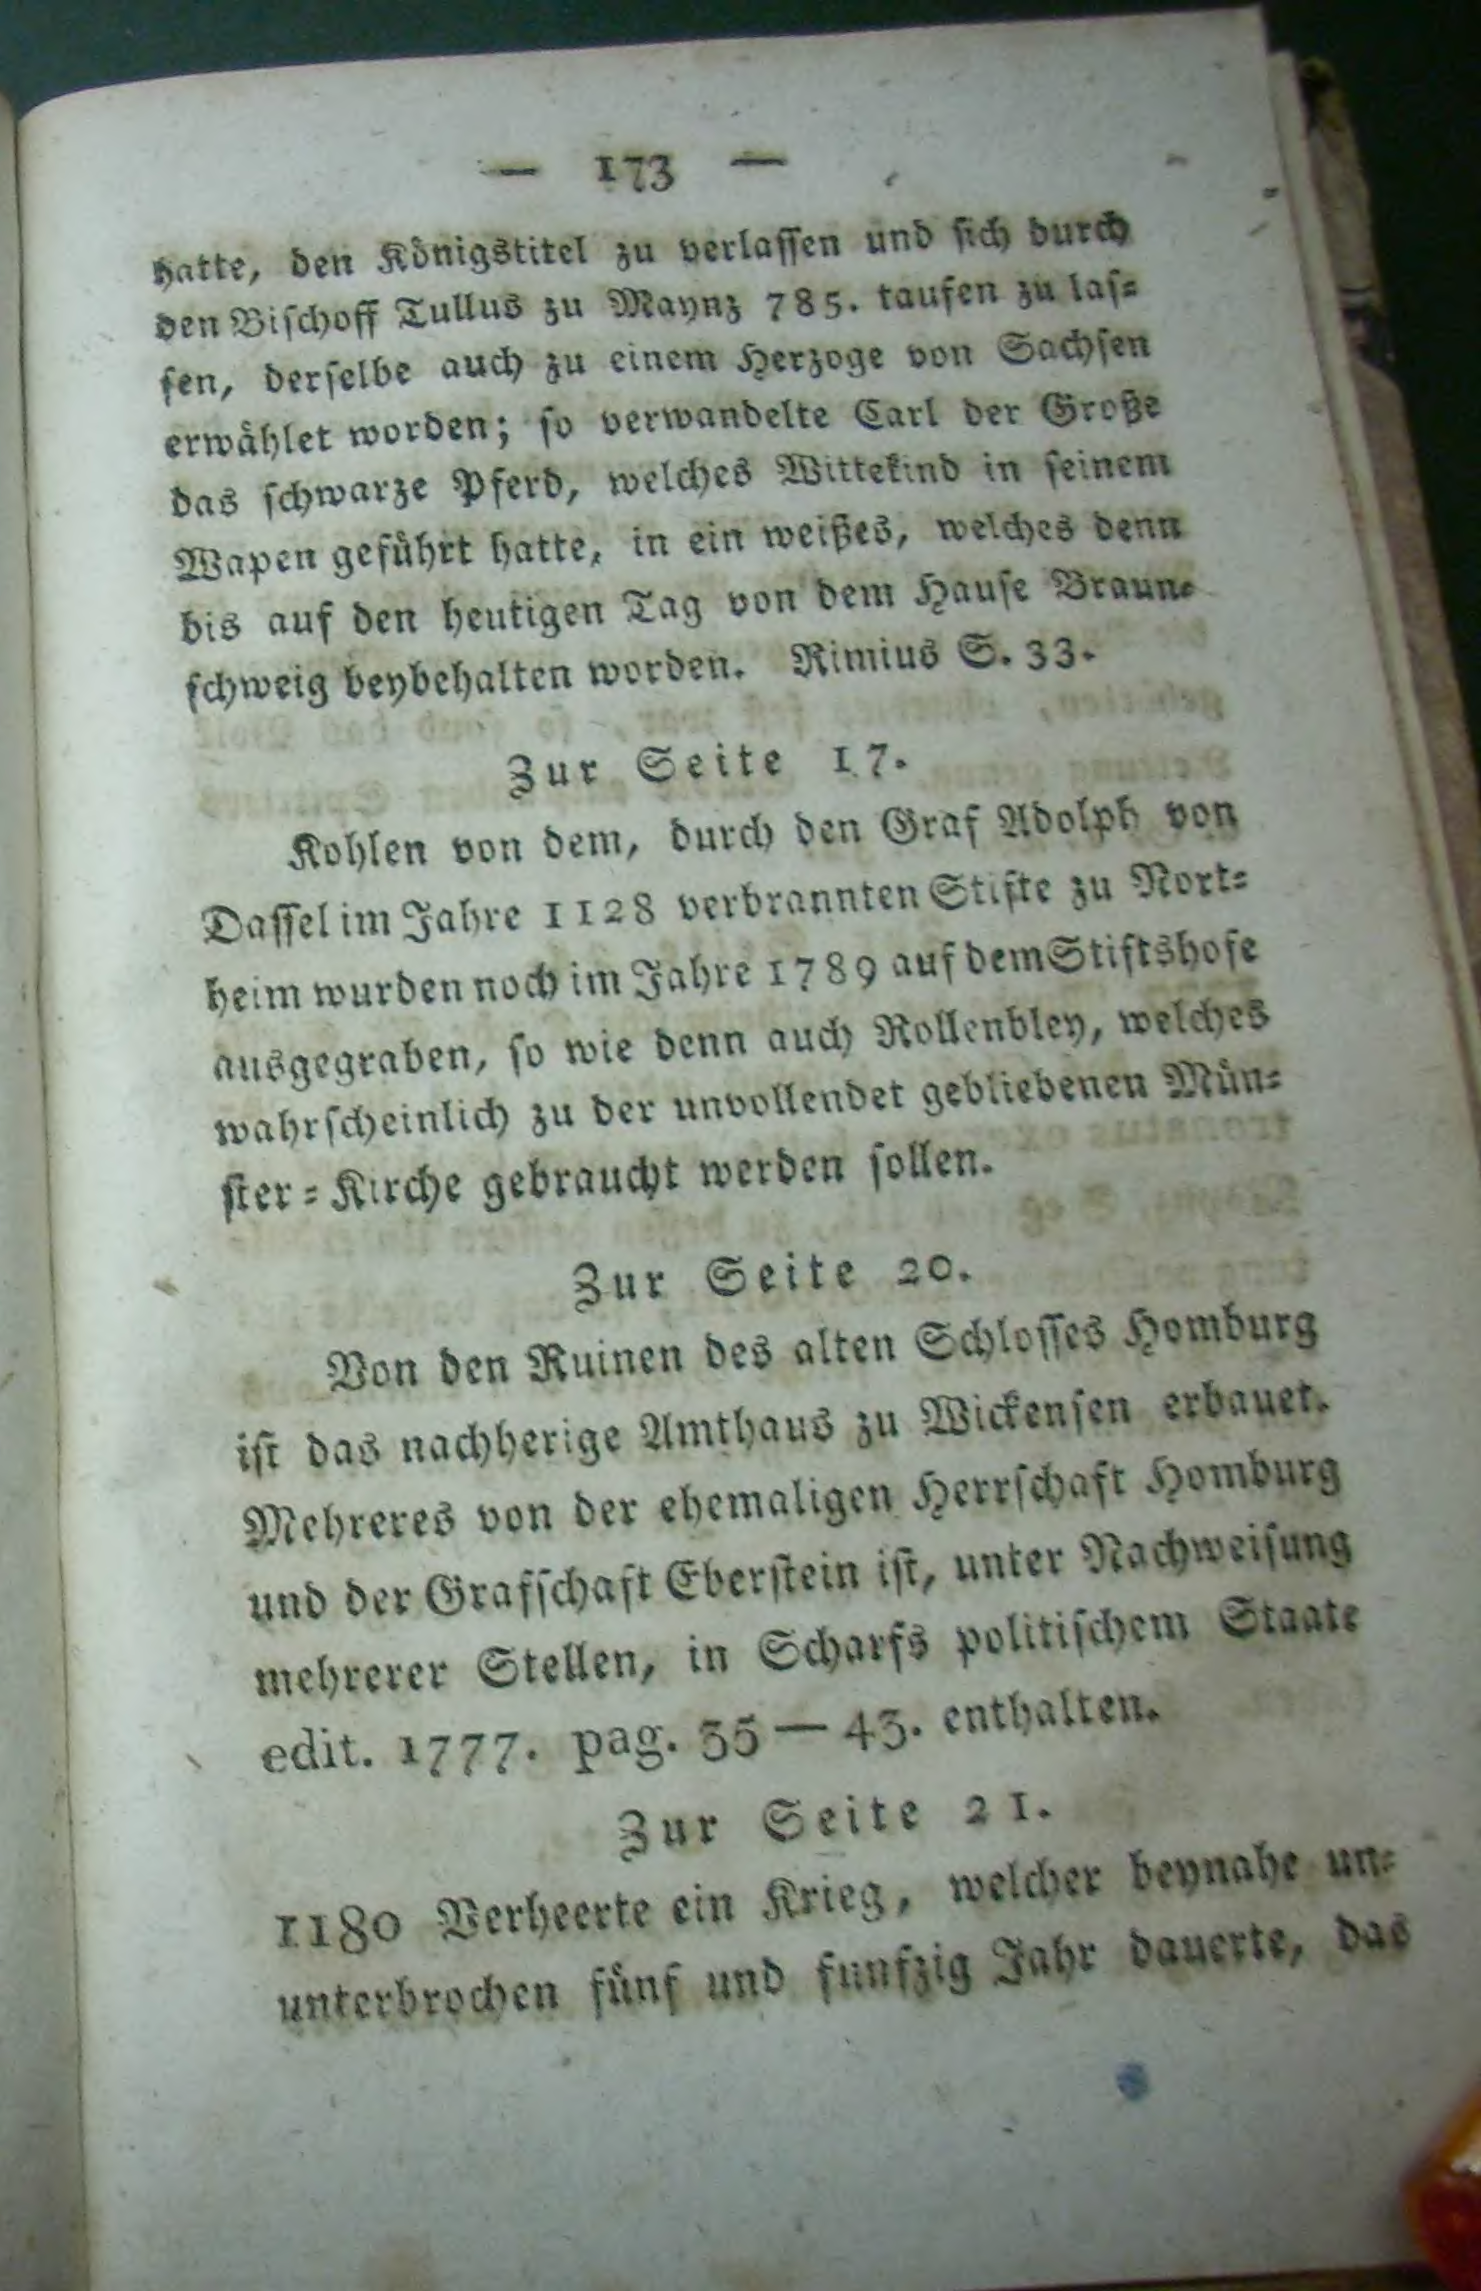 — 173 —
hatte, den Königstitel zu verlassen und sich durch
den Bischoff Tullus zu Maynz 785. taufen zu las=
sen, derselbe auch zu einem Herzoge von Sachsen
erwählet worden; so verwandelte Carl der Große
das schwarze Pferd, welches Wittekind in seinem
Wapen geführt hatte, in ein weißes, welches denn
bis auf den heutigen Tag von dem Hause Braun=
schweig beybehalten worden. Rimius S. 33.
Zur Seite 17.
Kohlen von dem, durch den Graf Adolph von
Dassel im Jahre 1128 verbrannten Stifte zu Nort=
heim wurden noch im Jahre 1789 auf dem Stiftshofe
ausgegraben, so wie denn auch Rollenbley, welches
wahrscheinlich zu der unvollendet gebliebenen Mün=
ster=Kirche gebraucht werden sollen.
Zur Seite 20.
Von den Ruinen des alten Schlosses Homburg
ist das nachherige Amthaus zu Wickensen erbauet.
Mehreres von der ehemaligen Herrschaft Homburg
und der Grafschaft Eberstein ist, unter Nachweisung
mehrerer Stellen, in Scharfs politischem Staate
edit. 1777. pag. 35 — 43. enthalten.
Zur Seite 21.
1180 Verheerte ein Krieg, welcher beynahe un=
unterbrochen fünf und funfzig Jahr dauerte, das